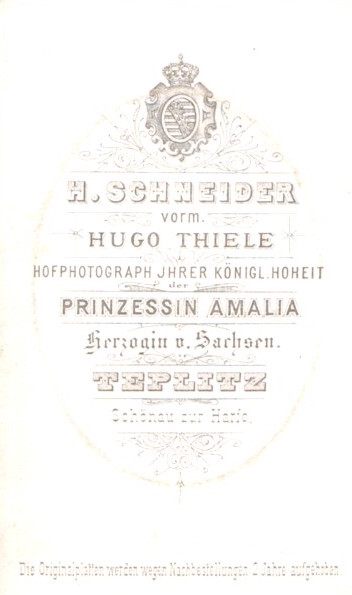 H. SCHNEIDER
vorm.
HUGO THIELE
HOFPHOTOGRAPH JHRER KÖNIGL. HOHEIT
der
PRINZESSIN AMALIA
Herzogin v. Sachsen.
TEPLITZ
Schönau zur Harfe.
Die Originalplatten werden wegen Nachbestellungen 5 Jahre aufgehoben.